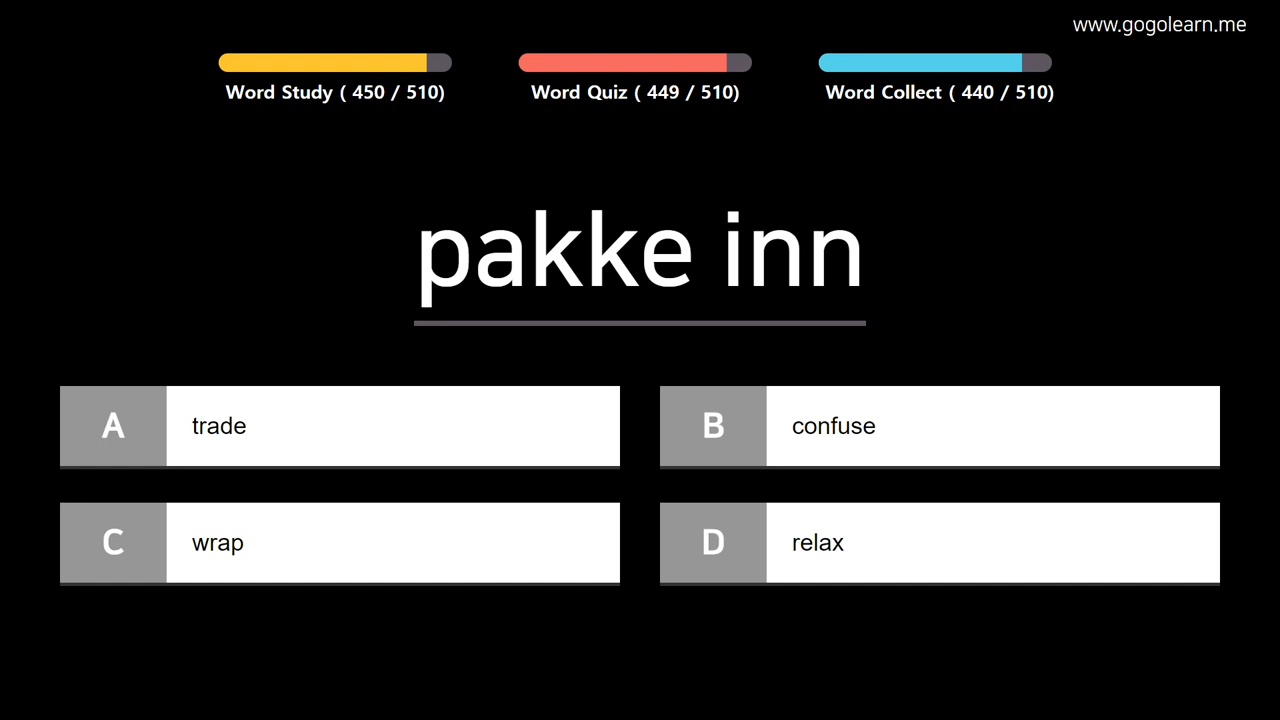 www.gogolearn.me
Word Study ( 450 / 510)
Word Quiz ( 449 / 510)
Word Collect ( 440 / 510)
pakke inn
A trade
B confuse
C wrap
D relax